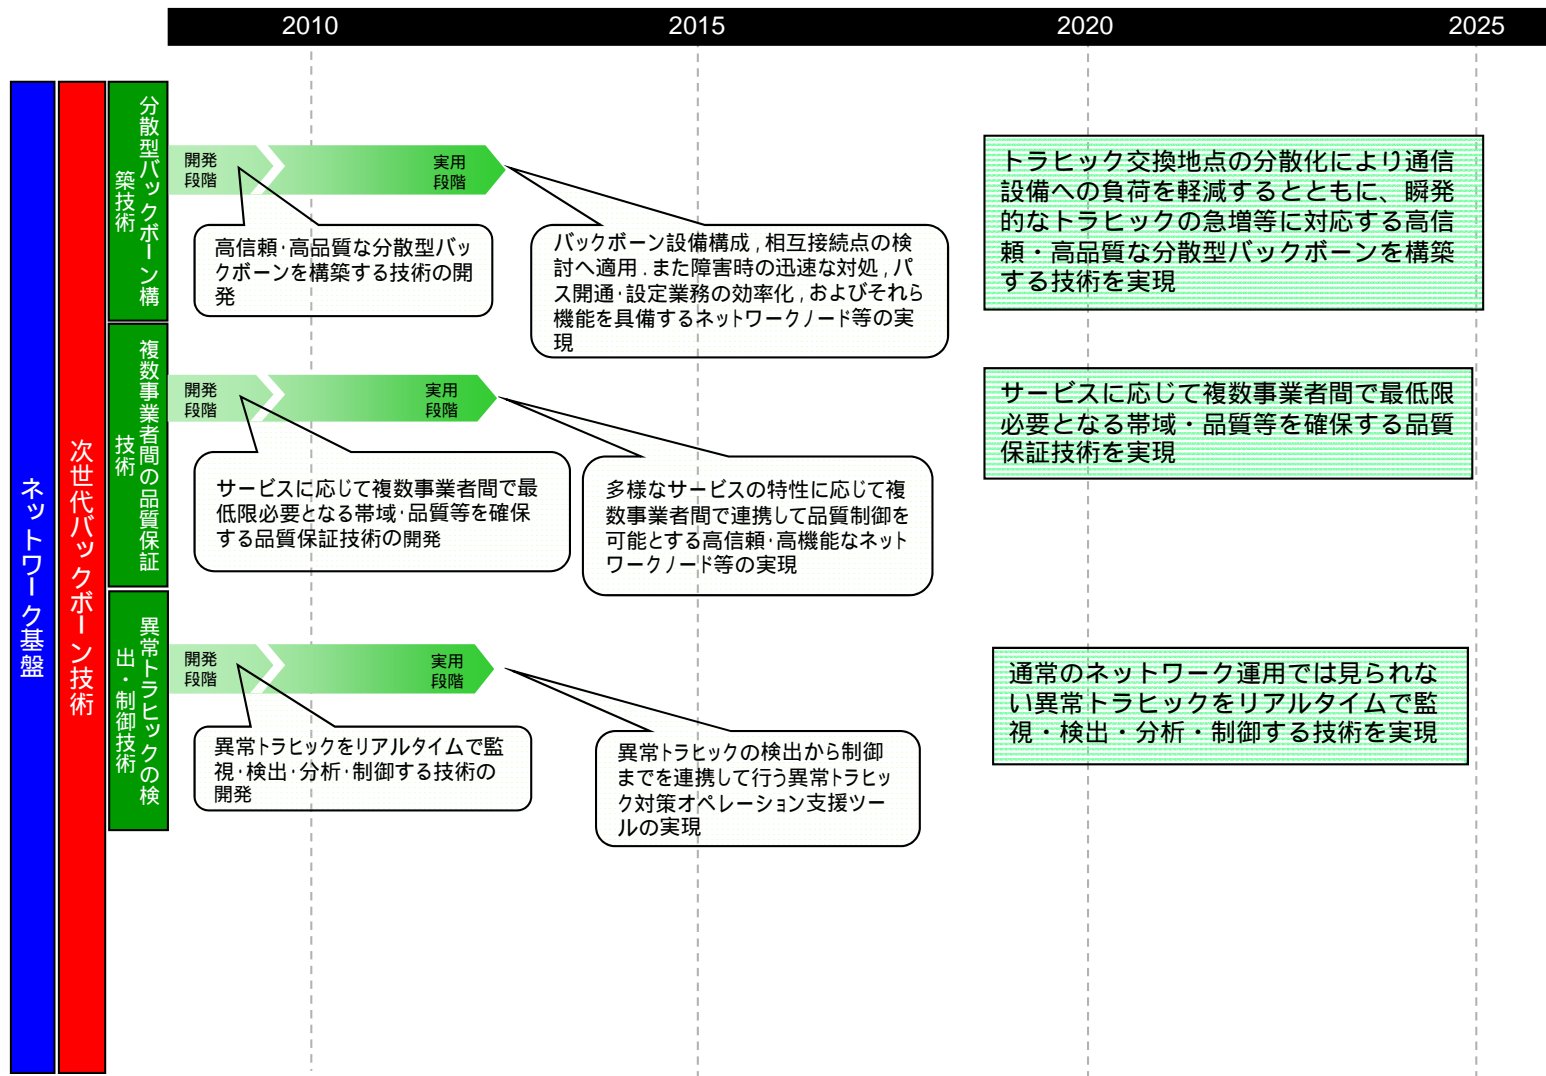 2010 2015 2020 2025
ネットワーク基盤
次世代バックボーン技術
分散型バックボーン構
築技術
開発
段階
実用
段階
高信頼・高品質な分散型バッ
クボーンを構築する技術の開
発
バックボーン設備構成,相互接続点の検
討へ適用.また障害時の迅速な対処,パ
ス開通・設定業務の効率化,およびそれら
機能を具備するネットワークノード等の実
現
トラヒック交換地点の分散化により通信
設備への負荷を軽減するとともに、瞬発
的なトラヒックの急増等に対応する高信
頼・高品質な分散型バックボーンを構築
する技術を実現
複数事業者間の品質保証
技術
開発
段階
実用
段階
サービスに応じて複数事業者間で最
低限必要となる帯域・品質等を確保
する品質保証技術の開発
多様なサービスの特性に応じて複
数事業者間で連携して品質制御を
可能とする高信頼・高機能なネット
ワークノード等の実現
サービスに応じて複数事業者間で最低限
必要となる帯域・品質等を確保する品質
保証技術を実現
異常トラヒックの検
出・制御技術
開発
段階
実用
段階
異常トラヒックをリアルタイムで監
視・検出・分析・制御する技術の
開発
異常トラヒックの検出から制御
までを連携して行う異常トラヒッ
ク対策オペレーション支援ツー
ルの実現
通常のネットワーク運用では見られな
い異常トラヒックをリアルタイムで監
視・検出・分析・制御する技術を実現